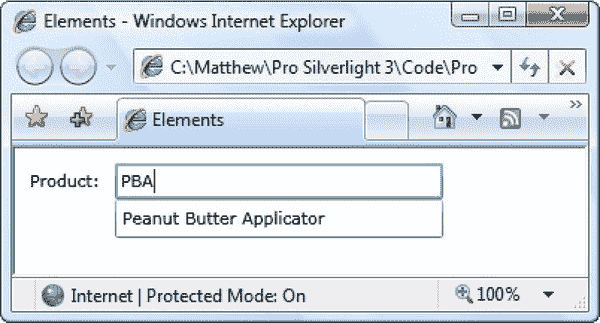 Elements - Windows Internet Explorer
C:\Matthew\Pro Silverlight 3\Code\Pro
Elements
Product: PBA
Peanut Butter Applicator
Internet | Protected Mode: On
100%